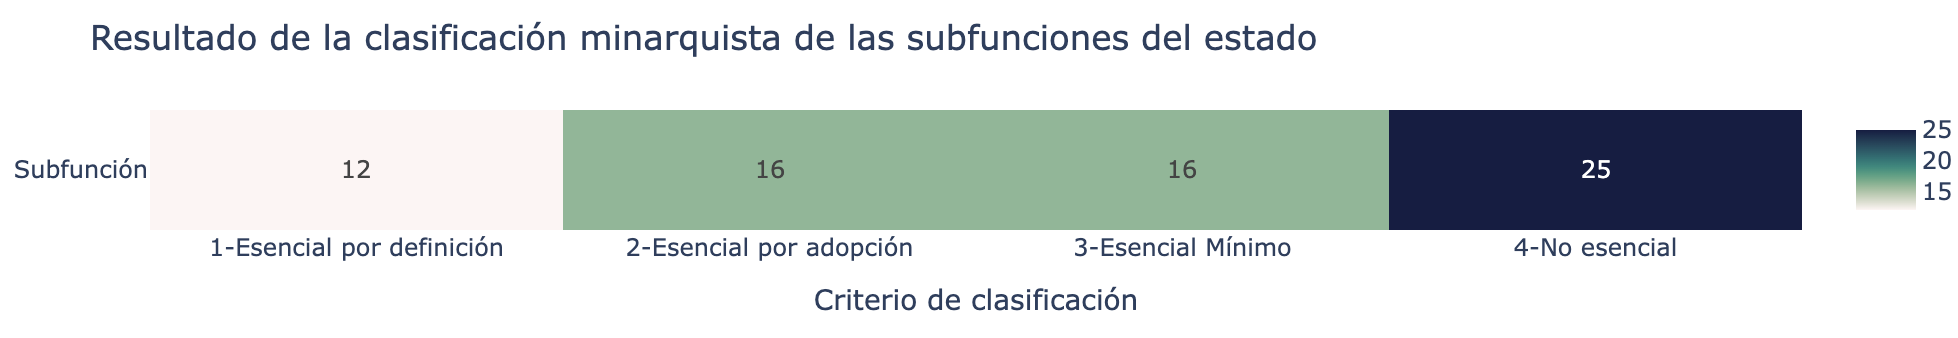 Resultado de la clasificación minarquista de las subfunciones del estado
Subfunción 12 16 16 25
1-Esencial por definición 2-Esencial por adopción 3-Esencial Mínimo 4-No esencial
Criterio de clasificación
25
20
15